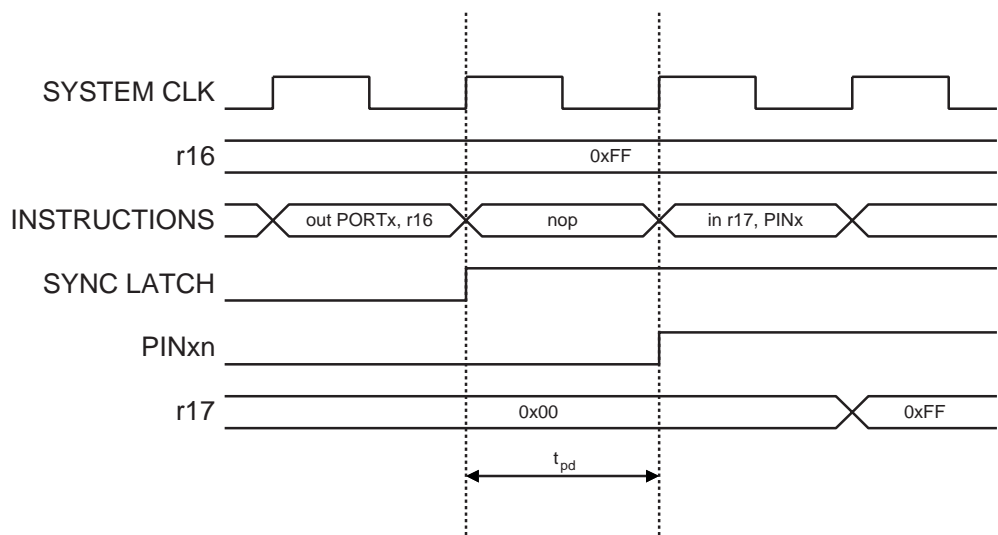 SYSTEM CLK
r16
0xFF
INSTRUCTIONS
out PORTx, r16
nop
in r17, PINx
SYNC LATCH
PINxn
r17
0x00
0xFF
tpd